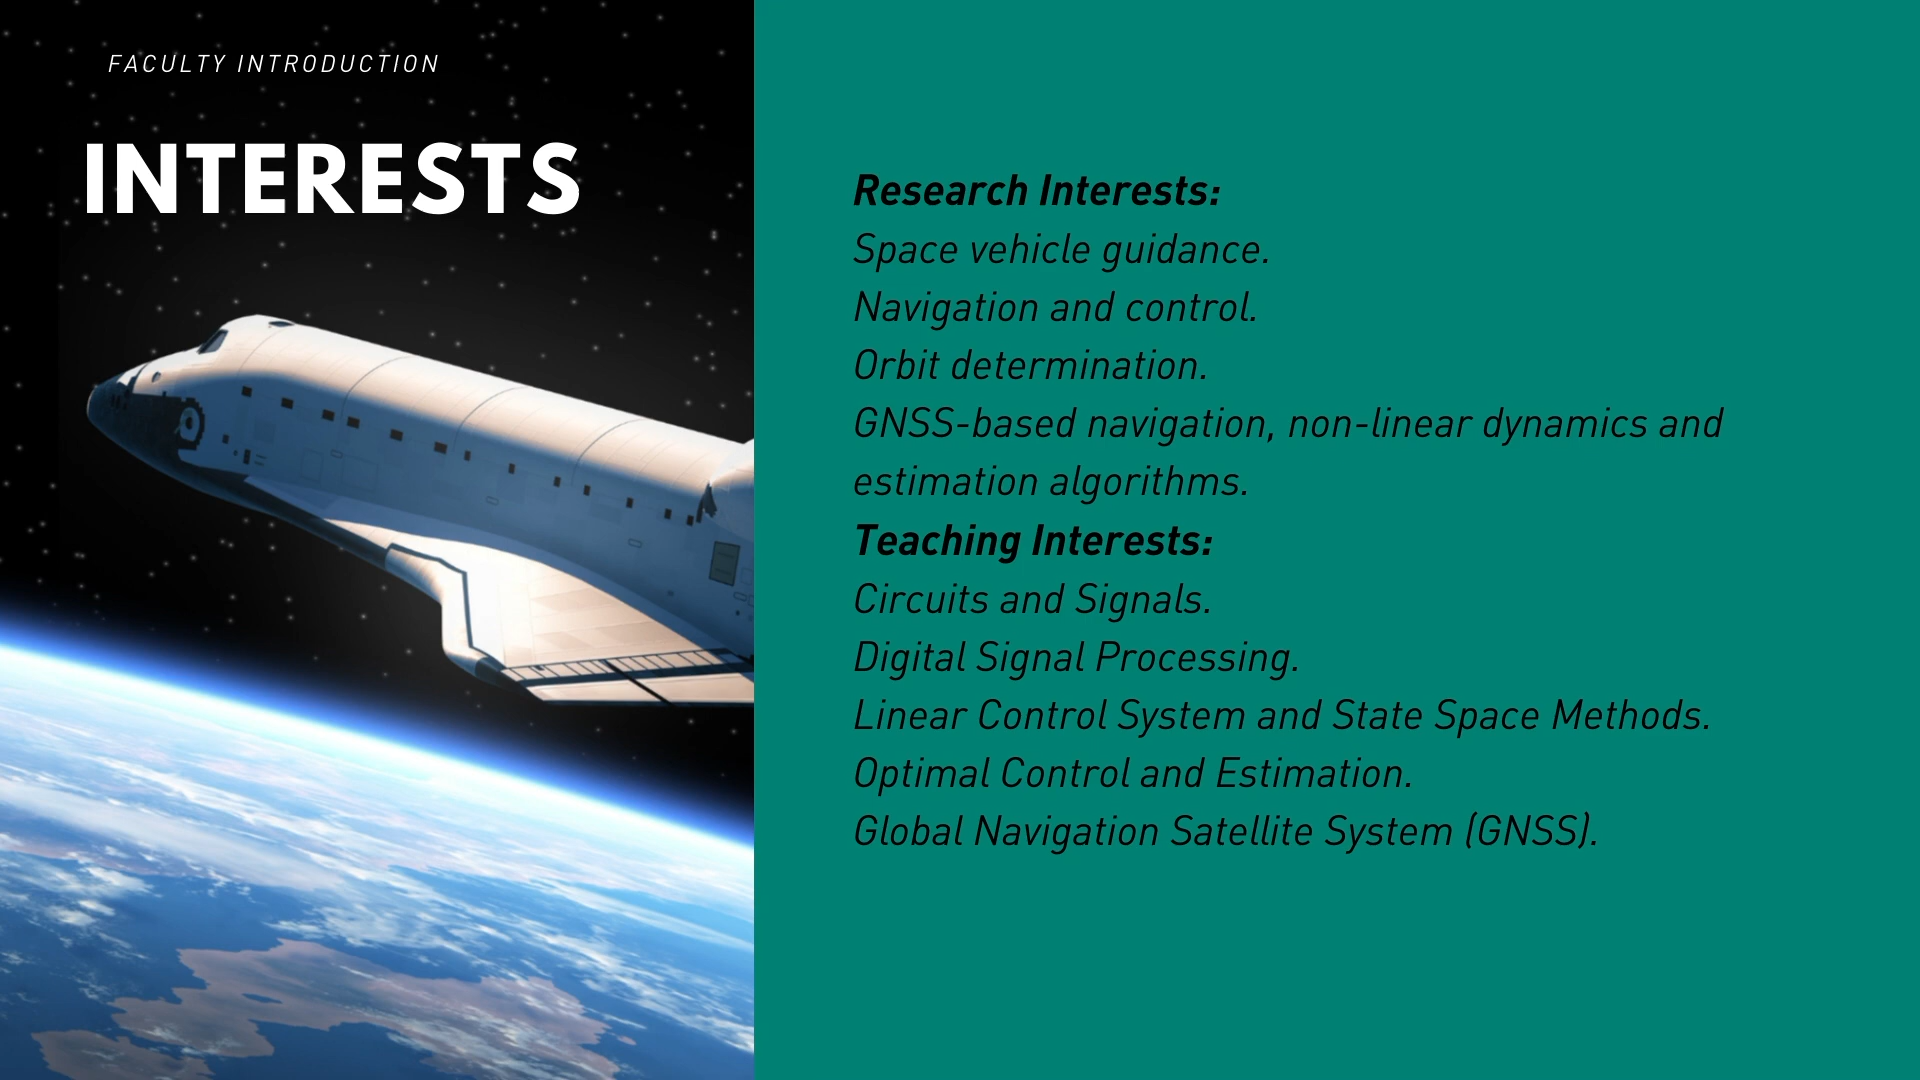 FACULTY INTRODUCTION
INTERESTS
Research Interests:
Space vehicle guidance.
Navigation and control.
Orbit determination.
GNSS-based navigation, non-linear dynamics and
estimation algorithms.
Teaching Interests:
Circuits and Signals.
Digital Signal Processing.
Linear Control System and State Space Methods.
Optimal Control and Estimation.
Global Navigation Satellite System (GNSS).